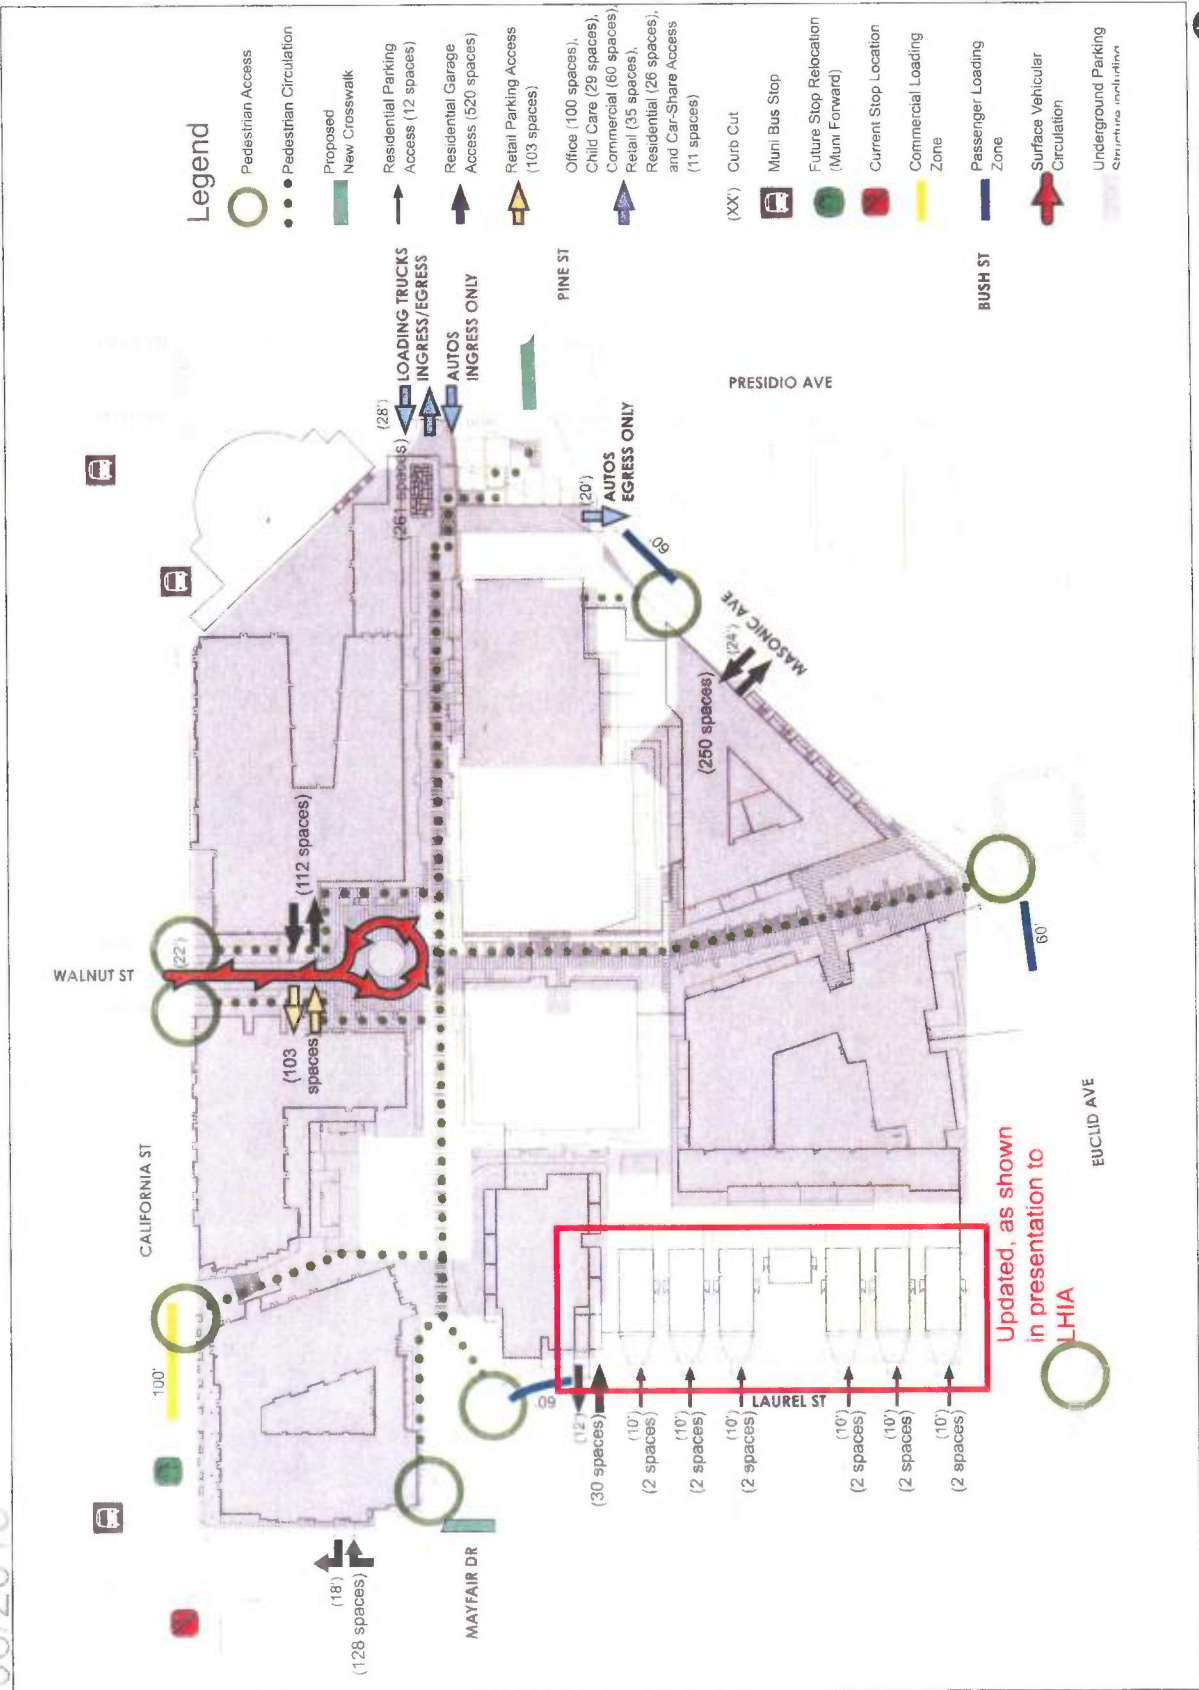 Legend
Pedestrian Access
Pedestrian Circulation
Proposed
New Crosswalk
Residential Parking
Access (12 spaces)
Residential Garage
Access (520 spaces)
Retail Parking Access
(103 spaces)
Office (100 spaces),
Child Care (29 spaces),
Commercial (60 spaces),
Retail (35 spaces),
Residential (26 spaces),
and Car-Share Access
(11 spaces)
(XX') Curb Cut
Muni Bus Stop
Future Stop Relocation
(Muni Forward)
Current Stop Location
Commercial Loading
Zone
Passenger Loading
Zone
Surface Vehicular
Circulation
Underground Parking
Structure including
CALIFORNIA ST
WALNUT ST
PINE ST
BUSH ST
PRESIDIO AVE
MASONIC AVE
EUCLID AVE
LAUREL ST
MAYFAIR DR
LOADING TRUCKS
INGRESS/EGRESS
AUTOS
INGRESS ONLY
(28')
(261 spaces)
(20')
AUTOS
EGRESS ONLY
60'
(24')
(250 spaces)
(22')
(112 spaces)
(103
spaces)
60'
100'
60'
(18')
(128 spaces)
(12')
(30 spaces)
(10')
(2 spaces)
(10')
(2 spaces)
(10')
(2 spaces)
(10')
(2 spaces)
(10')
(2 spaces)
(10')
(2 spaces)
Updated, as shown
in presentation to
LHIA